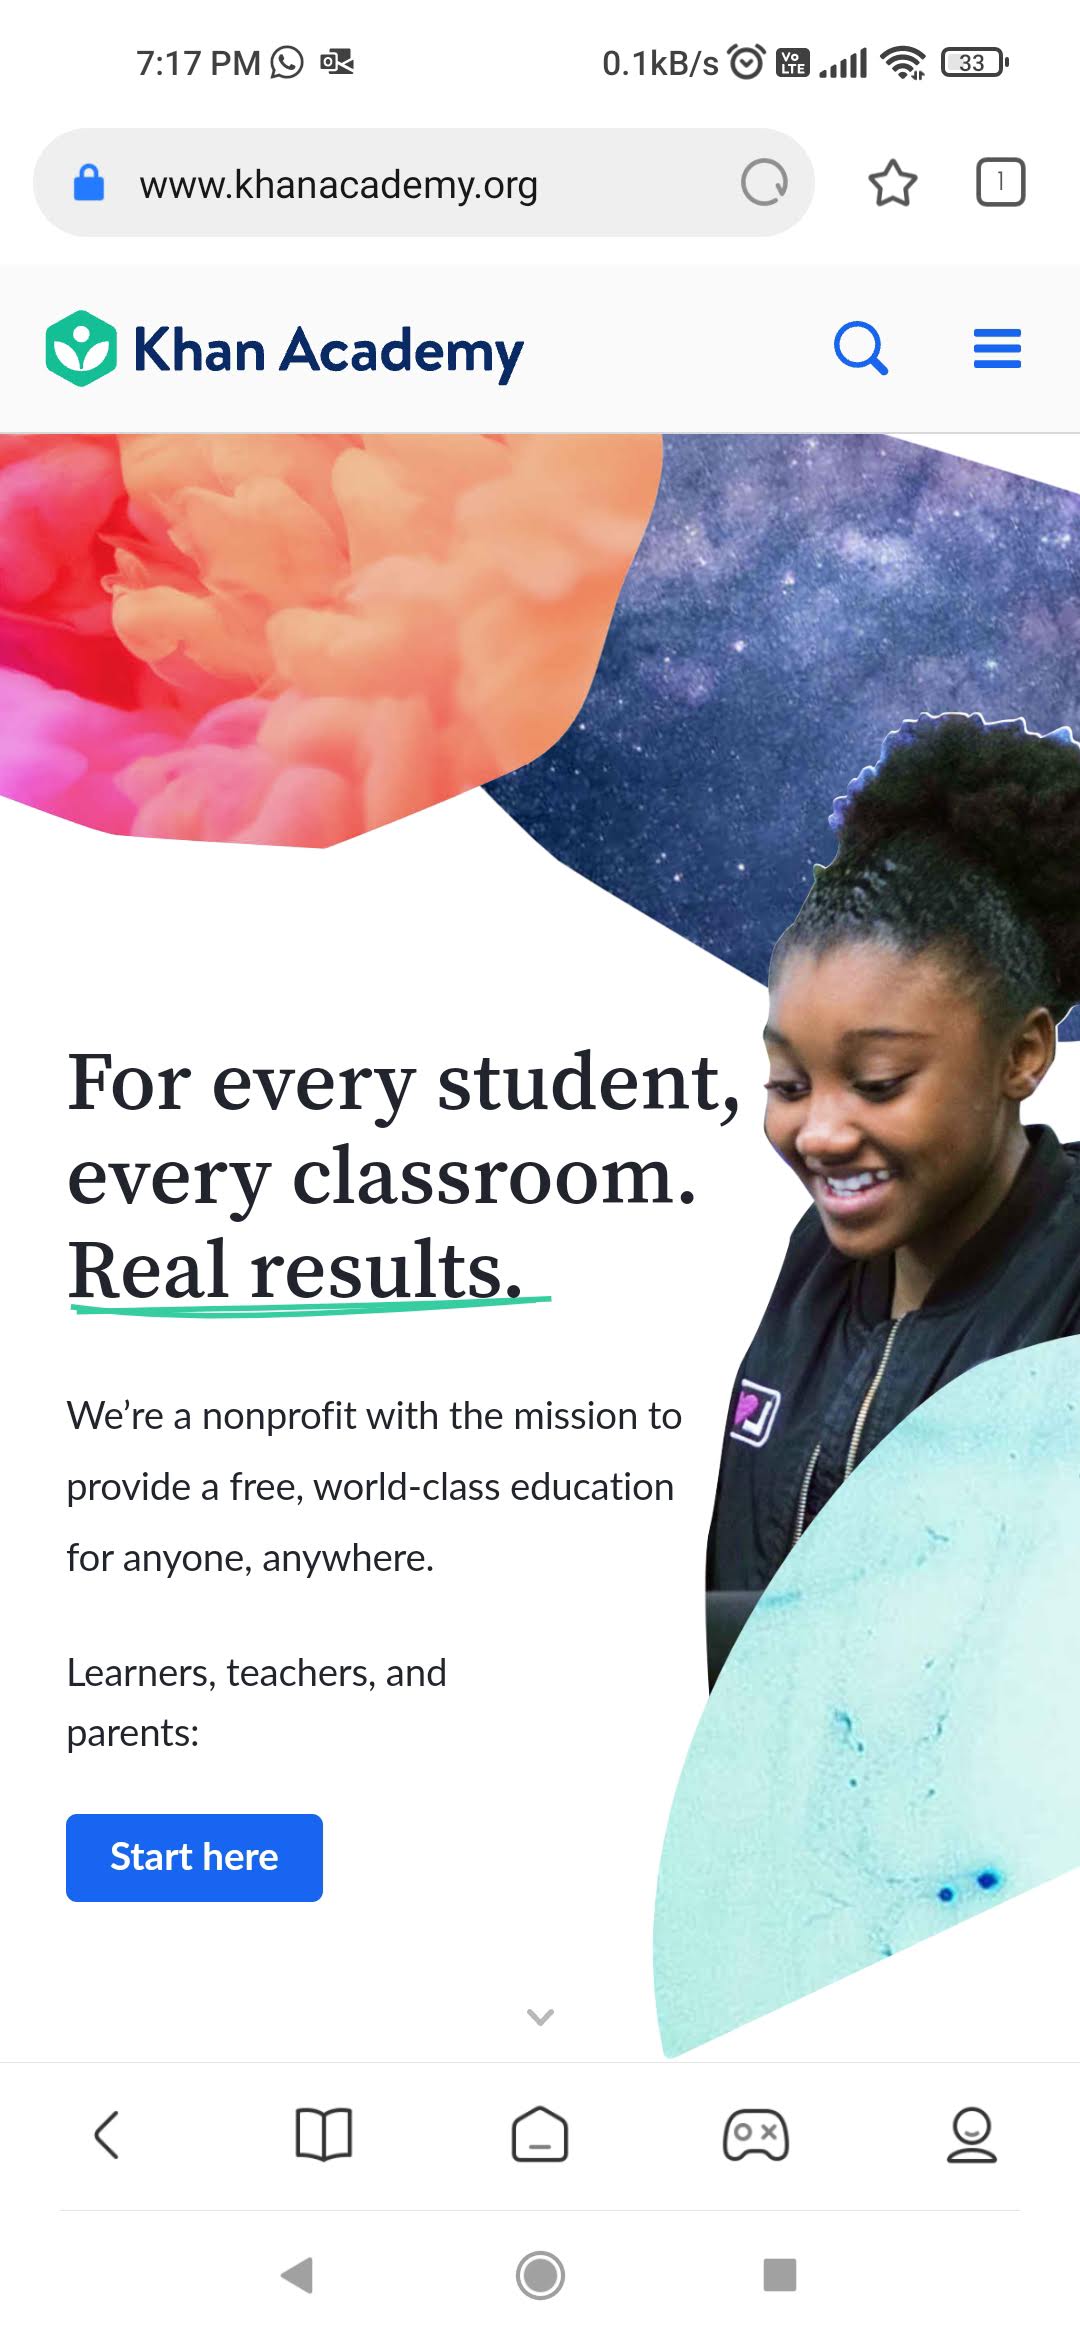 7:17 PM 0.1kB/s Vo LTE 33
www.khanacademy.org 1
Khan Academy
For every student,
every classroom.
Real results.
We’re a nonprofit with the mission to
provide a free, world-class education
for anyone, anywhere.
Learners, teachers, and
parents:
Start here